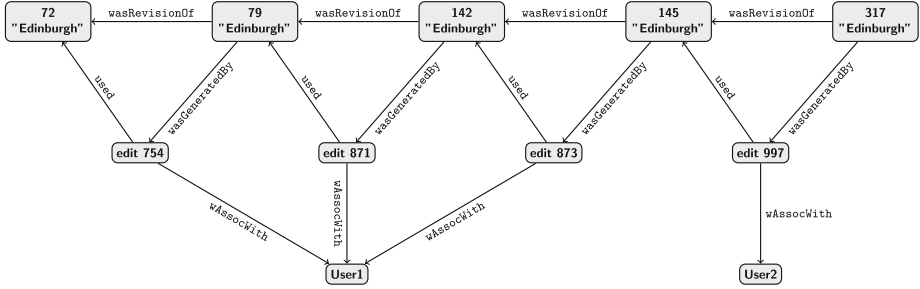 72
"Edinburgh"
wasRevisionOf
79
"Edinburgh"
wasRevisionOf
142
"Edinburgh"
wasRevisionOf
145
"Edinburgh"
wasRevisionOf
317
"Edinburgh"
used
wasGeneratedBy
used
wasGeneratedBy
used
wasGeneratedBy
used
wasGeneratedBy
edit 754
edit 871
edit 873
edit 997
wAssocWith
wAssocWith
wAssocWith
wAssocWith
User1
User2